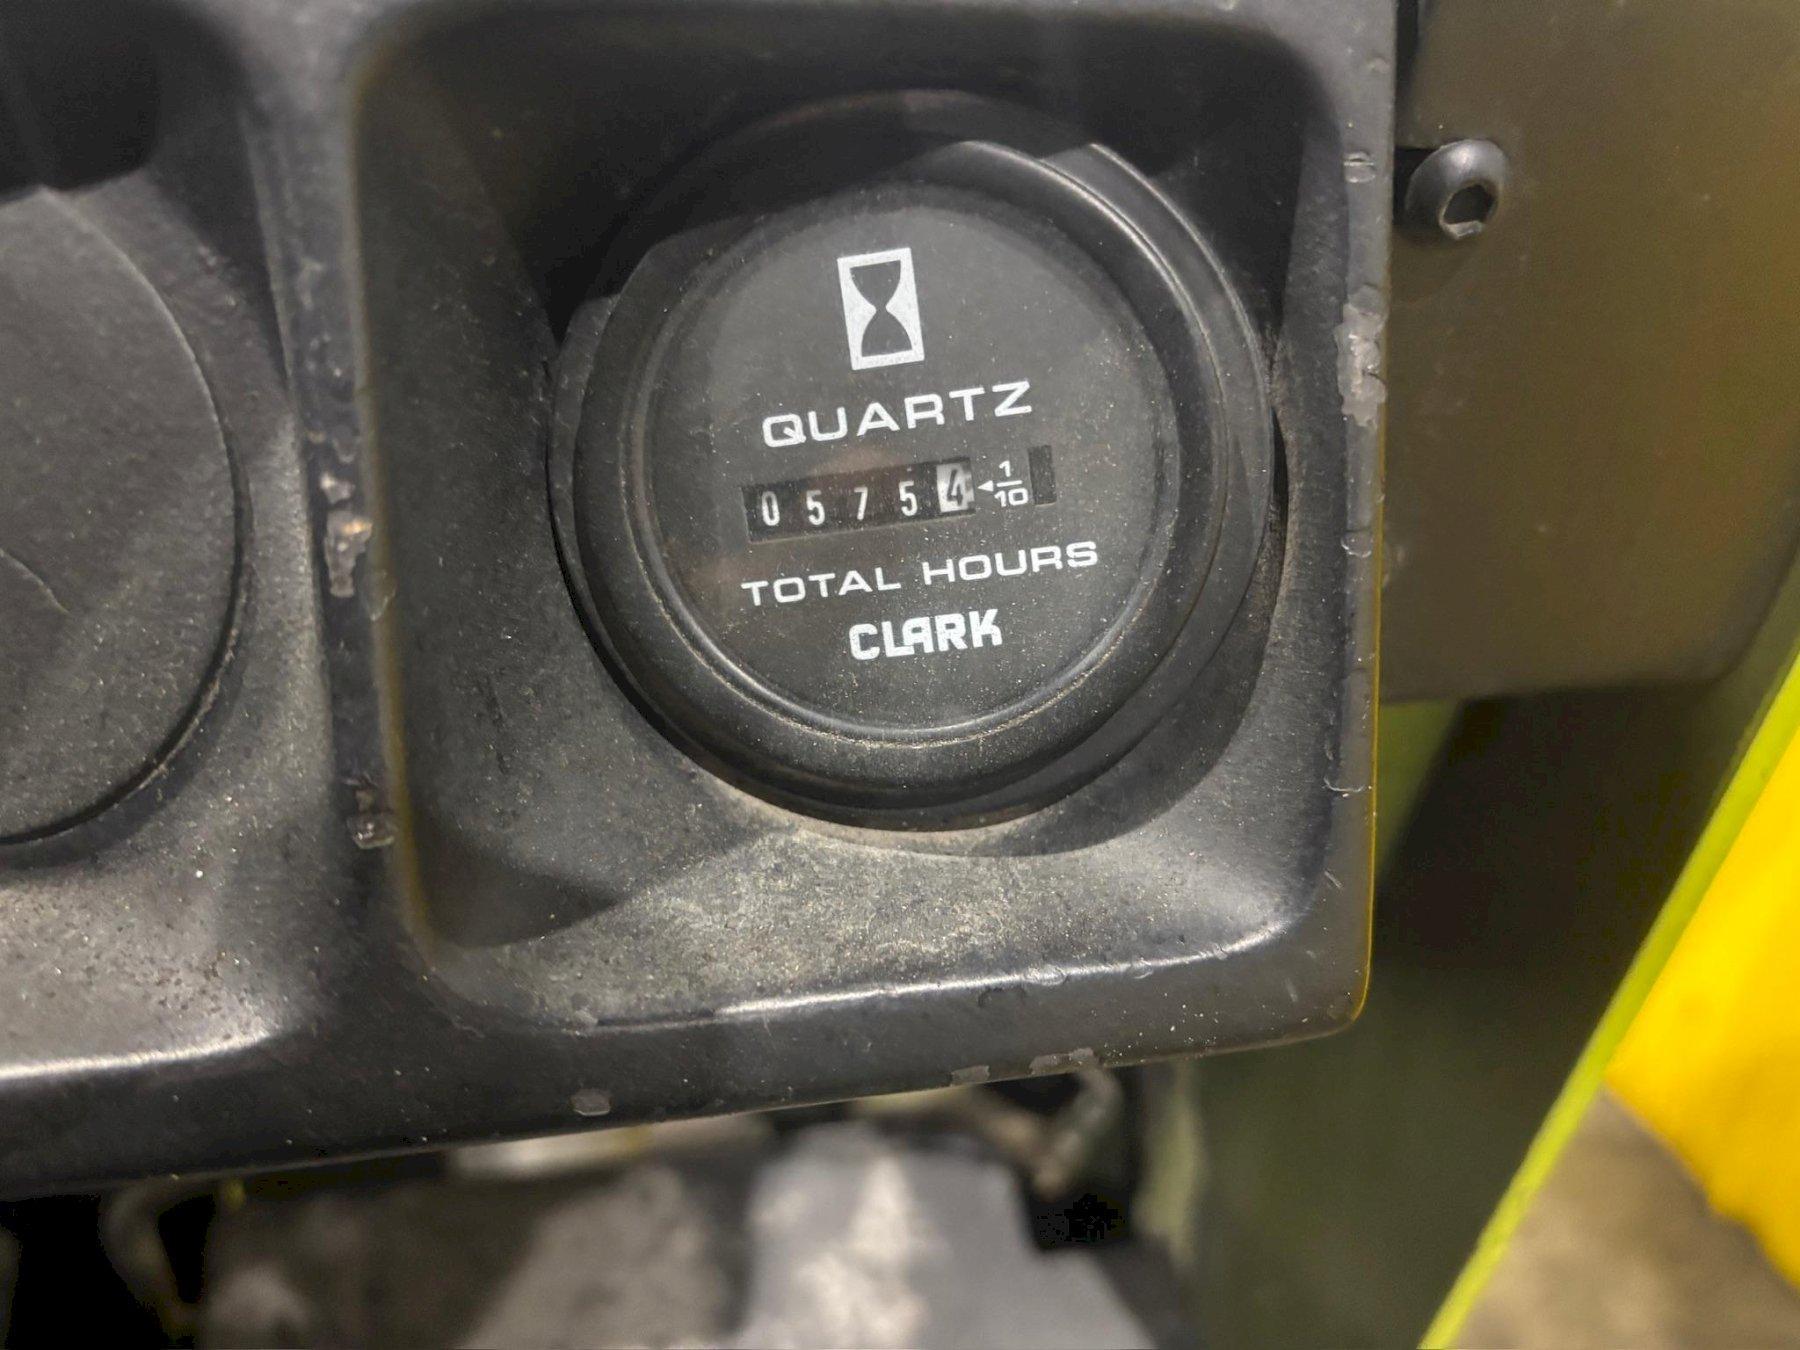 QUARTZ
05754 1/10
TOTAL HOURS
CLARK